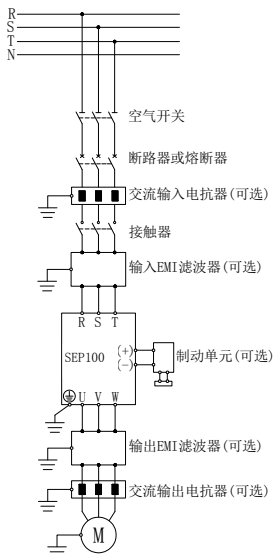 R
S
T
N
空气开关
断路器或熔断器
交流输入电抗器(可选)
接触器
输入EMI滤波器(可选)
R S T
SEP100
(+)
(-)
制动单元(可选)
U V W
输出EMI滤波器(可选)
交流输出电抗器(可选)
M